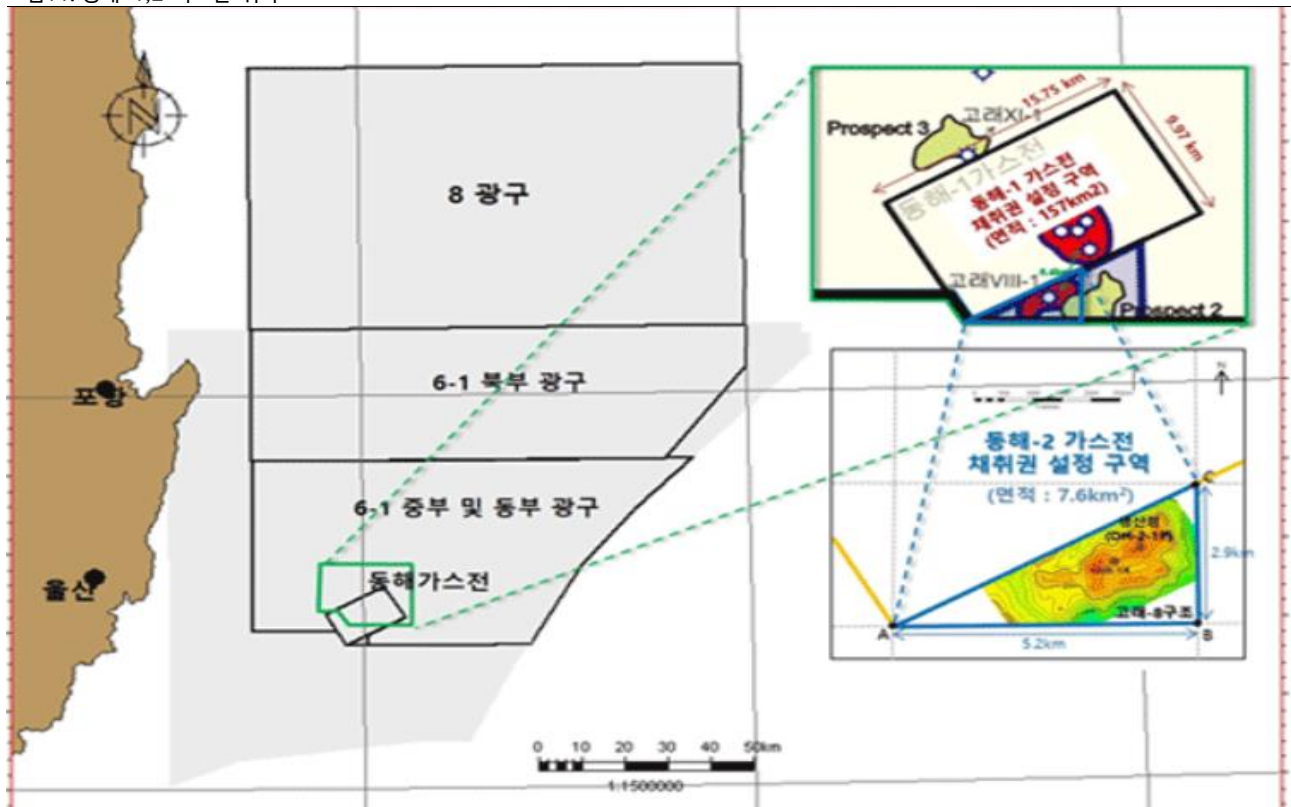 N
8 광구
6-1 북부 광구
6-1 중부 및 동부 광구
동해가스전
포항
울산
0 10 20 30 40 50km
1:1500000
고래XI-1
15.75 km
9.97 km
Prospect 3
동해-1가스전
동해-1 가스전
채취권 설정 구역
(면적 : 157km2)
고래VIII-1
Prospect 2
N
동해-2 가스전
채취권 설정 구역
(면적 : 7.6km²)
C
생산정
2.9km
고래-8구조
A
B
5.2km